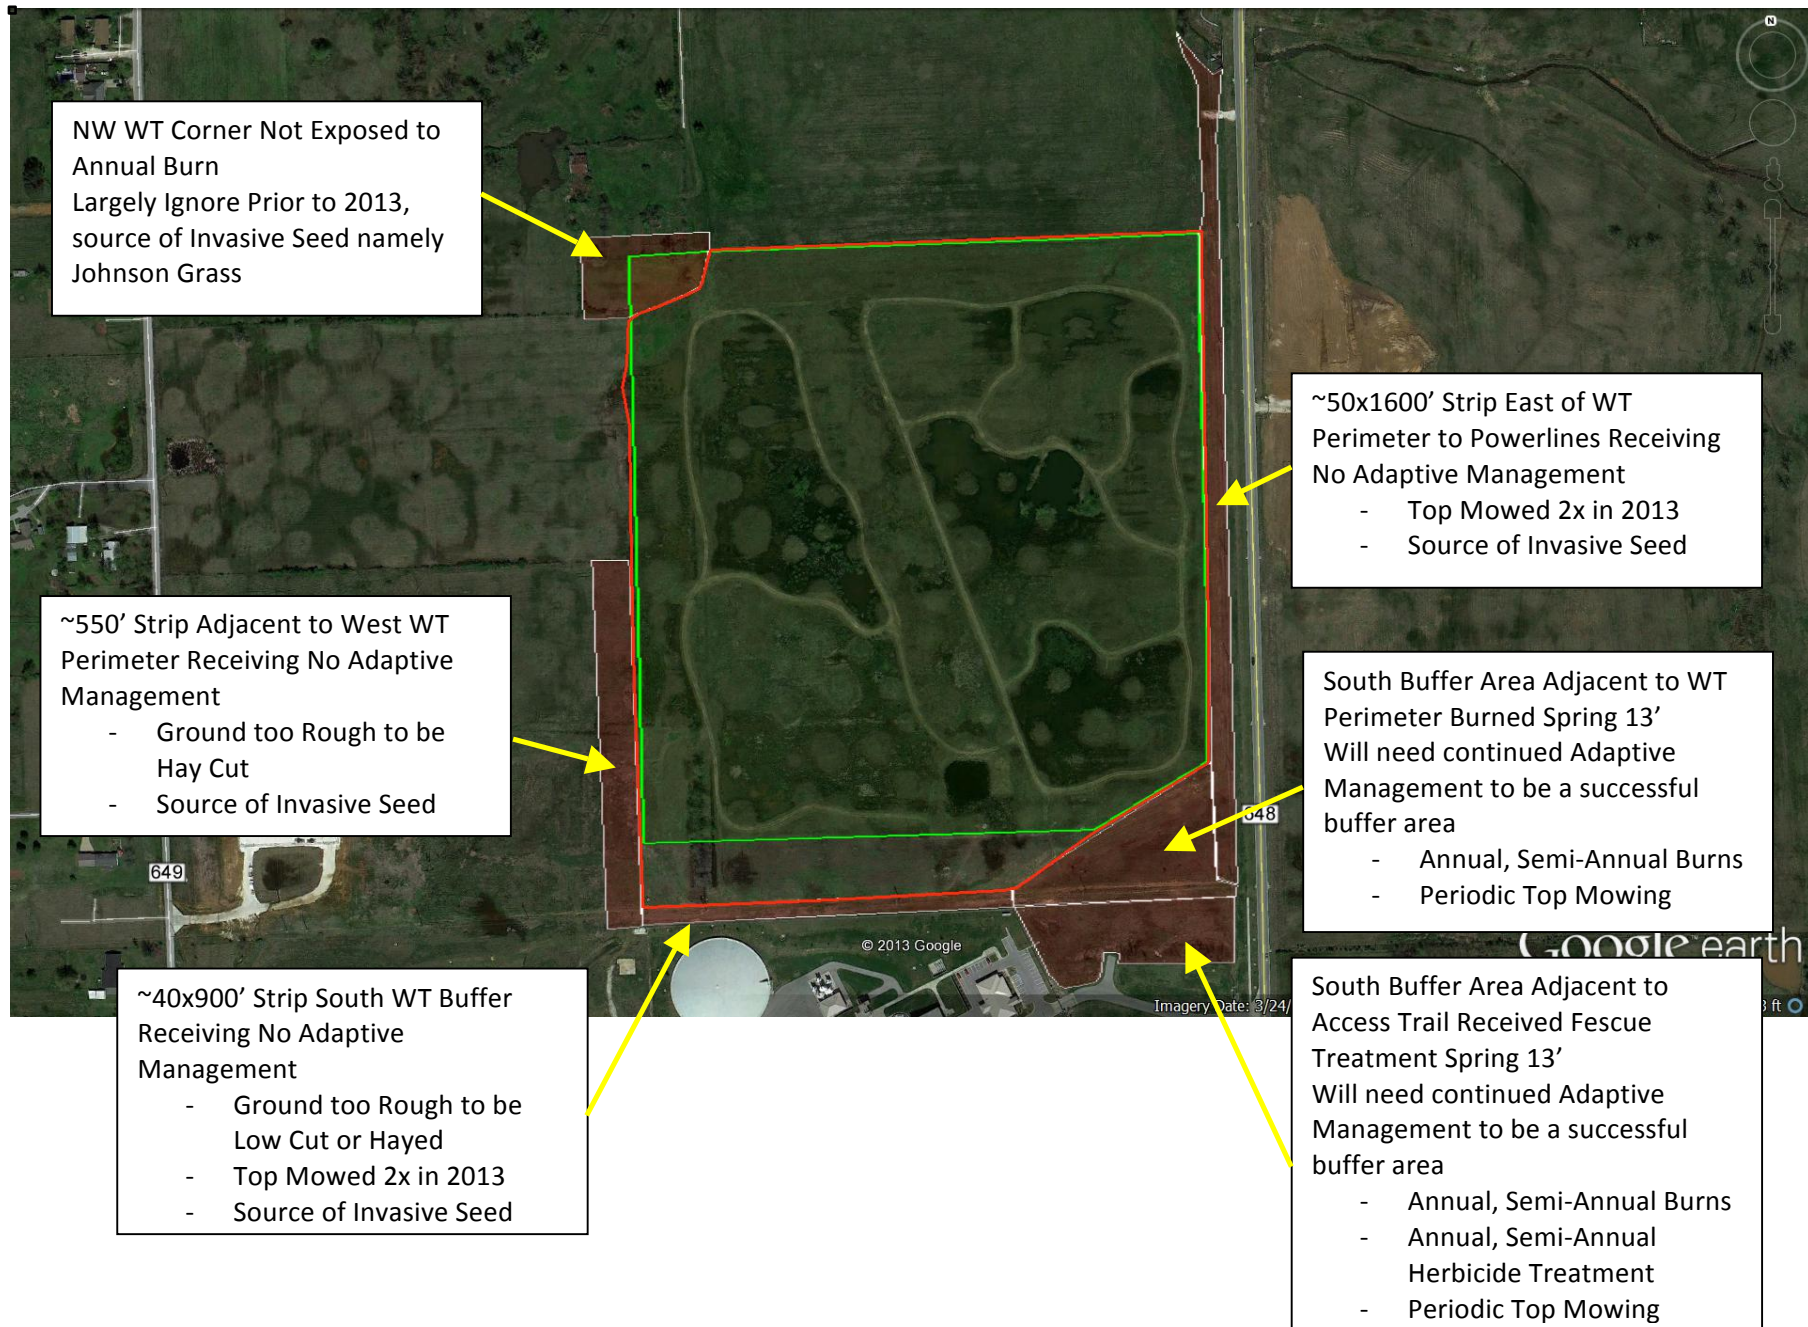 N
NW WT Corner Not Exposed to
Annual Burn
Largely Ignore Prior to 2013,
source of Invasive Seed namely
Johnson Grass
~50x1600’ Strip East of WT
Perimeter to Powerlines Receiving
No Adaptive Management
- Top Mowed 2x in 2013
- Source of Invasive Seed
~550’ Strip Adjacent to West WT
Perimeter Receiving No Adaptive
Management
- Ground too Rough to be
Hay Cut
- Source of Invasive Seed
South Buffer Area Adjacent to WT
Perimeter Burned Spring 13’
Will need continued Adaptive
Management to be a successful
buffer area
- Annual, Semi-Annual Burns
- Periodic Top Mowing
648
649
© 2013 Google
Google earth
Imagery Date: 3/24/
ft
~40x900’ Strip South WT Buffer
Receiving No Adaptive
Management
- Ground too Rough to be
Low Cut or Hayed
- Top Mowed 2x in 2013
- Source of Invasive Seed
South Buffer Area Adjacent to
Access Trail Received Fescue
Treatment Spring 13’
Will need continued Adaptive
Management to be a successful
buffer area
- Annual, Semi-Annual Burns
- Annual, Semi-Annual
Herbicide Treatment
- Periodic Top Mowing